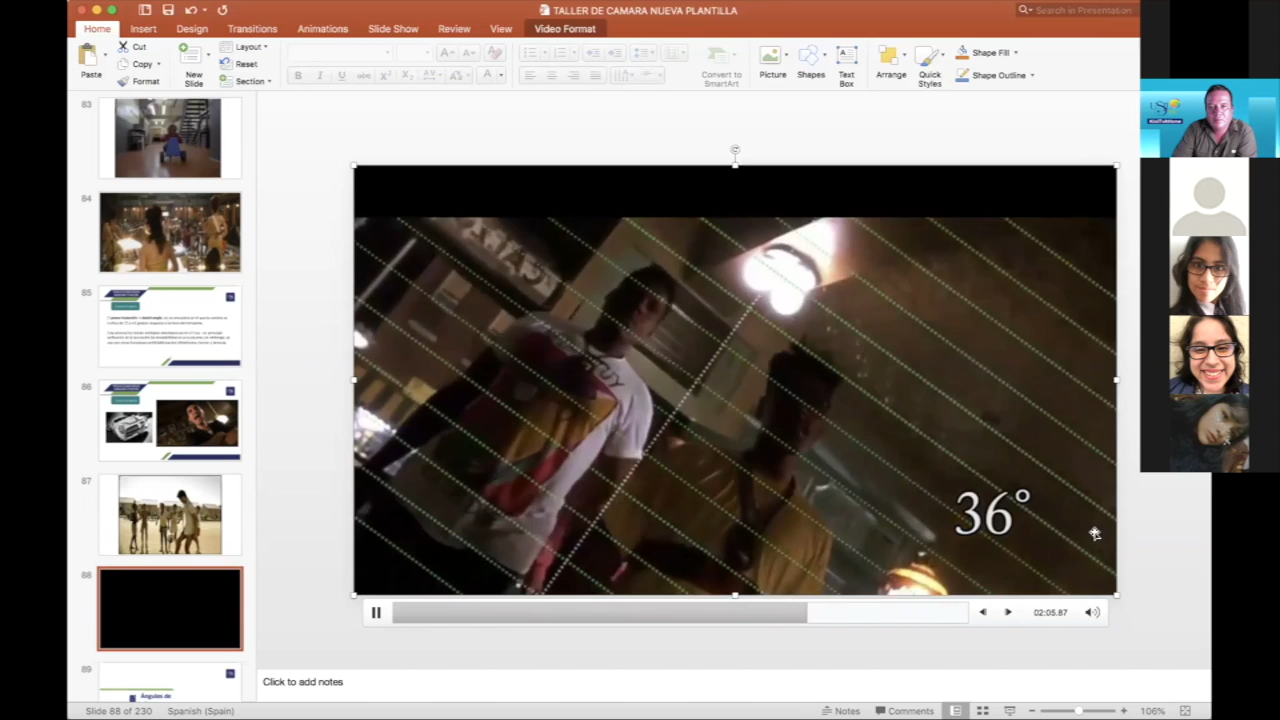 TALLER DE CAMARA NUEVA PLANTILLA
Search in Presentation
Home Insert Design Transitions Animations Slide Show Review View Video Format
Paste
Cut
Copy
Format
New Slide
Layout
Reset
Section
Convert to SmartArt
Picture
Shapes
Text Box
Arrange
Quick Styles
Shape Fill
Shape Outline
83
84
85
86
87
88
89
Ángulos de
36°
02:05.87
Click to add notes
Slide 88 of 230 Spanish (Spain) Notes Comments 106%